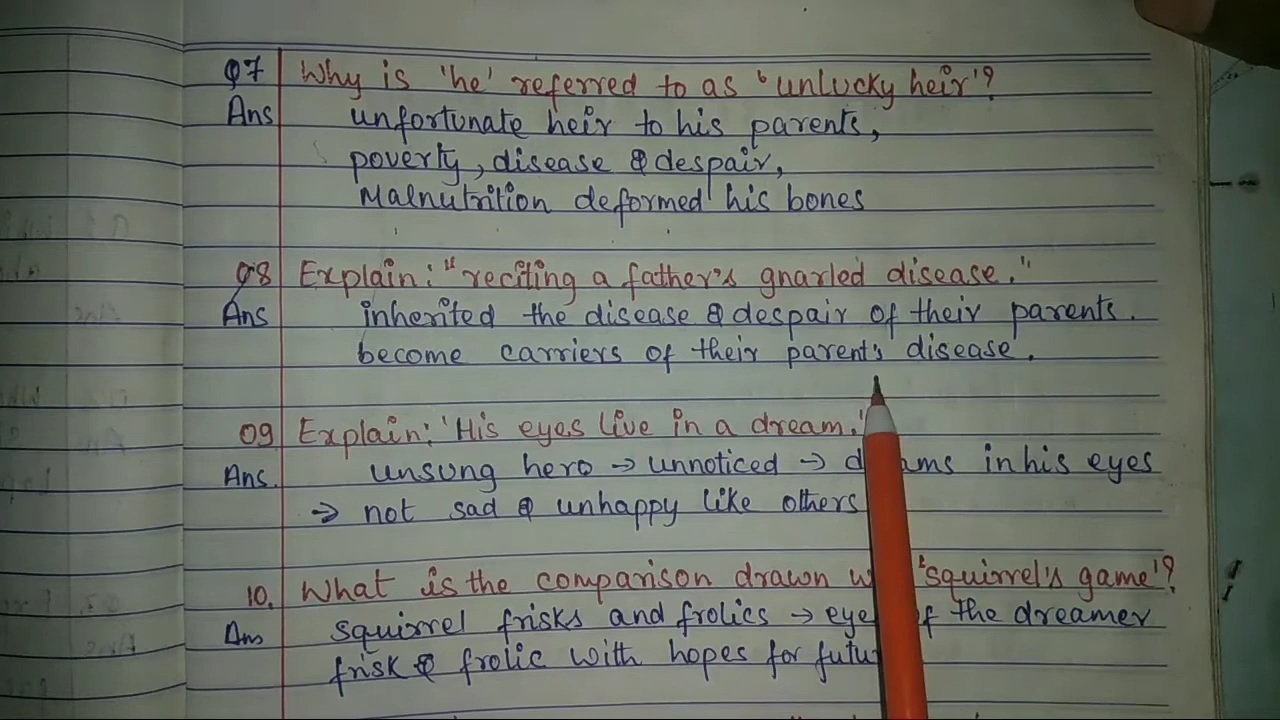 Q7 Why is 'he' referred to as 'unlucky heir'?
Ans unfortunate heir to his parents,
poverty, disease & despair,
Malnutrition deformed his bones
Q8 Explain: "reciting a father's gnarled disease."
Ans inherited the disease & despair of their parents.
become carriers of their parent's disease.
Q9 Explain: 'His eyes live in a dream.'
Ans. unsung hero → unnoticed → in his eyes
→ not sad & unhappy like others
10. What is the comparison drawn 'squirrel's game'?
Ans squirrel frisks and frolics → of the dreamer
frisk & frolic with hopes for